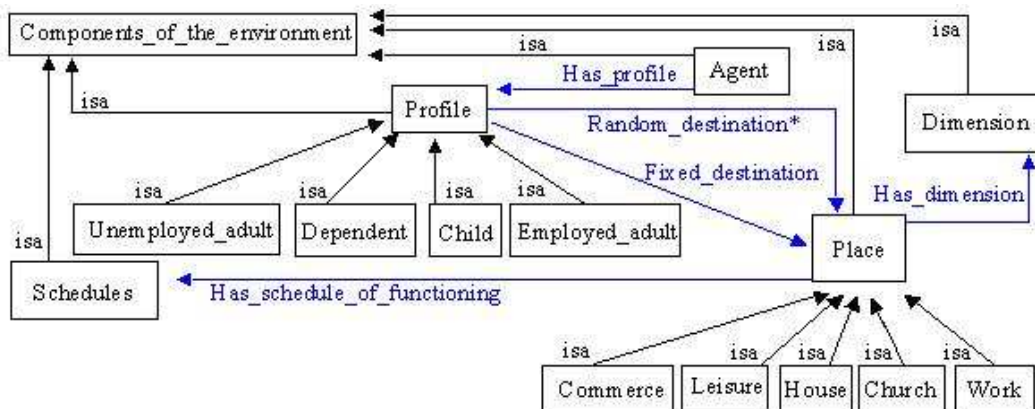 Components_of_the_environment
isa
isa
isa
Agent
Has_profile
isa
Profile
Random_destination*
Dimension
Fixed_destination
isa
isa
isa
isa
Has_dimension
Unemployed_adult
Dependent
Child
Employed_adult
isa
Place
Schedules
Has_schedule_of_functioning
isa
isa
isa
isa
isa
Commerce
Leisure
House
Church
Work